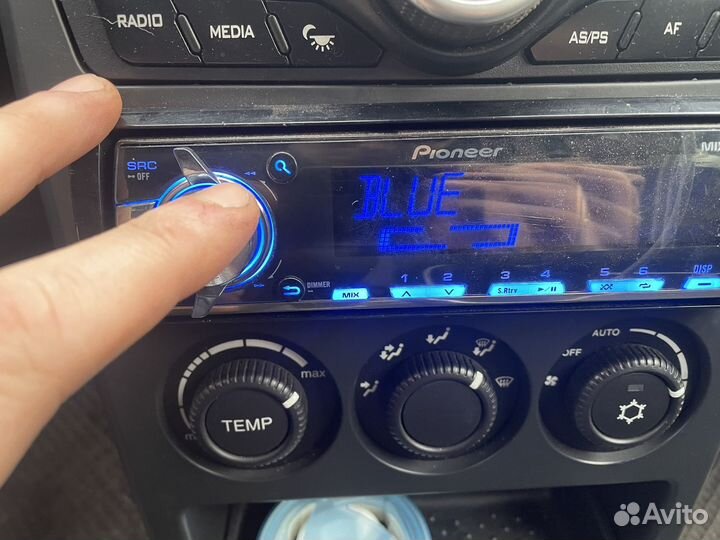 RADIO MEDIA AS/PS AF
Pioneer MIX
SRC
OFF
BLUE
DIMMER
1 2 3 4 5 6 DISP
MIX S.Rtrv
max
AUTO
OFF
TEMP
Avito